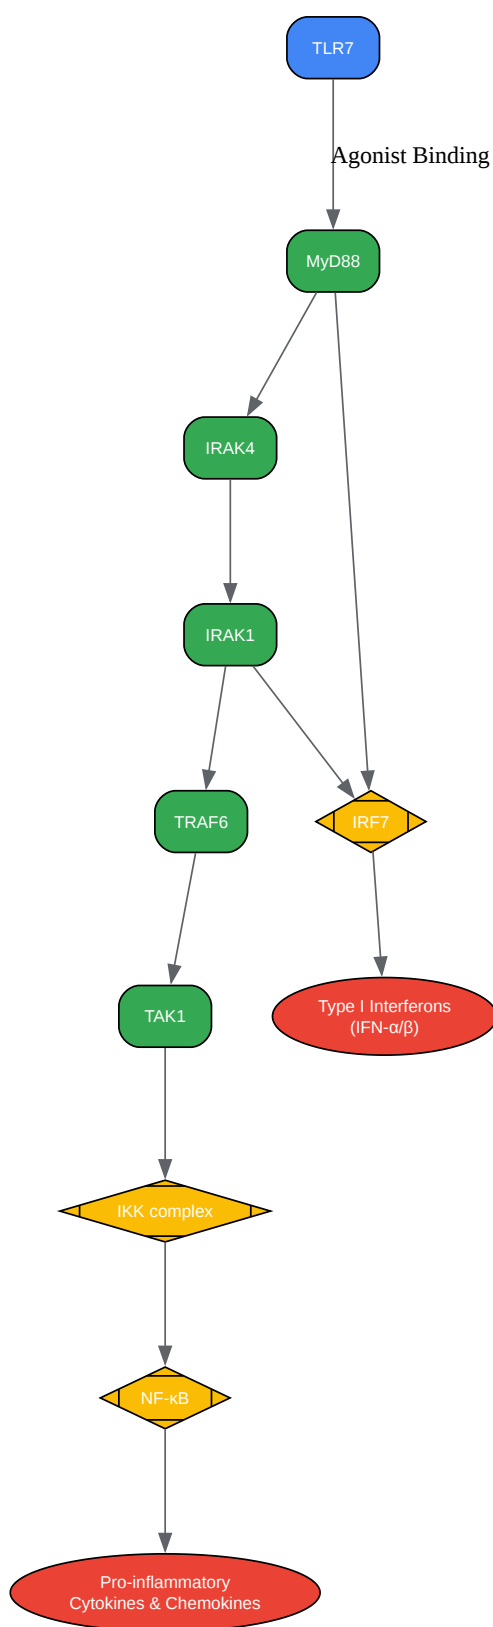 TLR7
Agonist Binding
MyD88
IRAK4
IRAK1
TRAF6
IRF7
TAK1
Type I Interferons
(IFN-α/β)
IKK complex
NF-κB
Pro-inflammatory
Cytokines & Chemokines